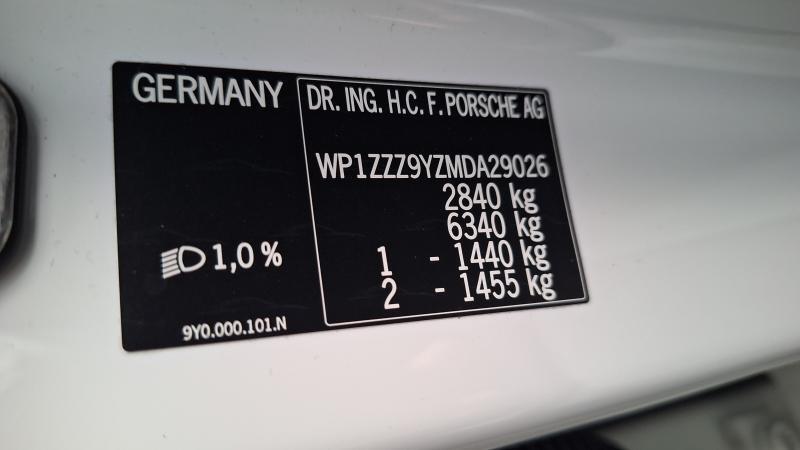 GERMANY
DR. ING. H.C. F. PORSCHE AG
WP1ZZZ9YZMDA29026
2840 kg
6340 kg
1 - 1440 kg
2 - 1455 kg
1,0 %
9Y0.000.101.N